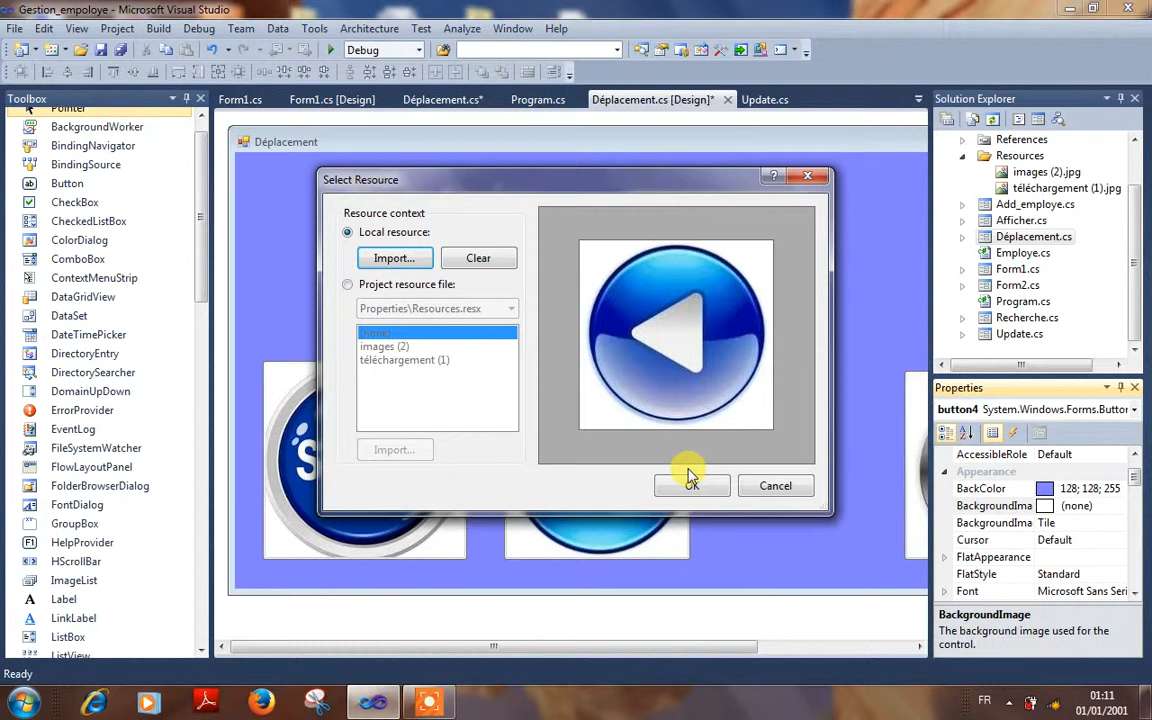 Gestion_empoloye - Microsoft Visual Studio
File Edit View Project Build Debug Team Data Tools Architecture Test Analyze Window Help
Debug
Toolbox
Form1.cs Form1.cs [Design] Déplacement.cs* Program.cs Déplacement.cs [Design]* Update.cs
Solution Explorer
Pointer
BackgroundWorker
BindingNavigator
BindingSource
Button
CheckBox
CheckedListBox
ColorDialog
ComboBox
ContextMenuStrip
DataGridView
DataSet
DateTimePicker
DirectoryEntry
DirectorySearcher
DomainUpDown
ErrorProvider
EventLog
FileSystemWatcher
FlowLayoutPanel
FolderBrowserDialog
FontDialog
GroupBox
HelpProvider
HScrollBar
ImageList
Label
LinkLabel
ListBox
ListView
Déplacement
Select Resource
Resource context
Local resource:
Import... Clear
Project resource file:
Properties\Resources.resx
(none)
images (2)
téléchargement (1)
Import...
OK Cancel
References
Resources
images (2).jpg
téléchargement (1).jpg
Add_employe.cs
Afficher.cs
Déplacement.cs
Employe.cs
Form1.cs
Form2.cs
Program.cs
Recherche.cs
Update.cs
Properties
button4 System.Windows.Forms.Button
AccessibleRole Default
Appearance
BackColor 128; 128; 255
BackgroundIma (none)
BackgroundIma Tile
Cursor Default
FlatAppearance
FlatStyle Standard
Font Microsoft Sans Seri
BackgroundImage
The background image used for the
control.
Ready
FR
01:11
01/01/2001